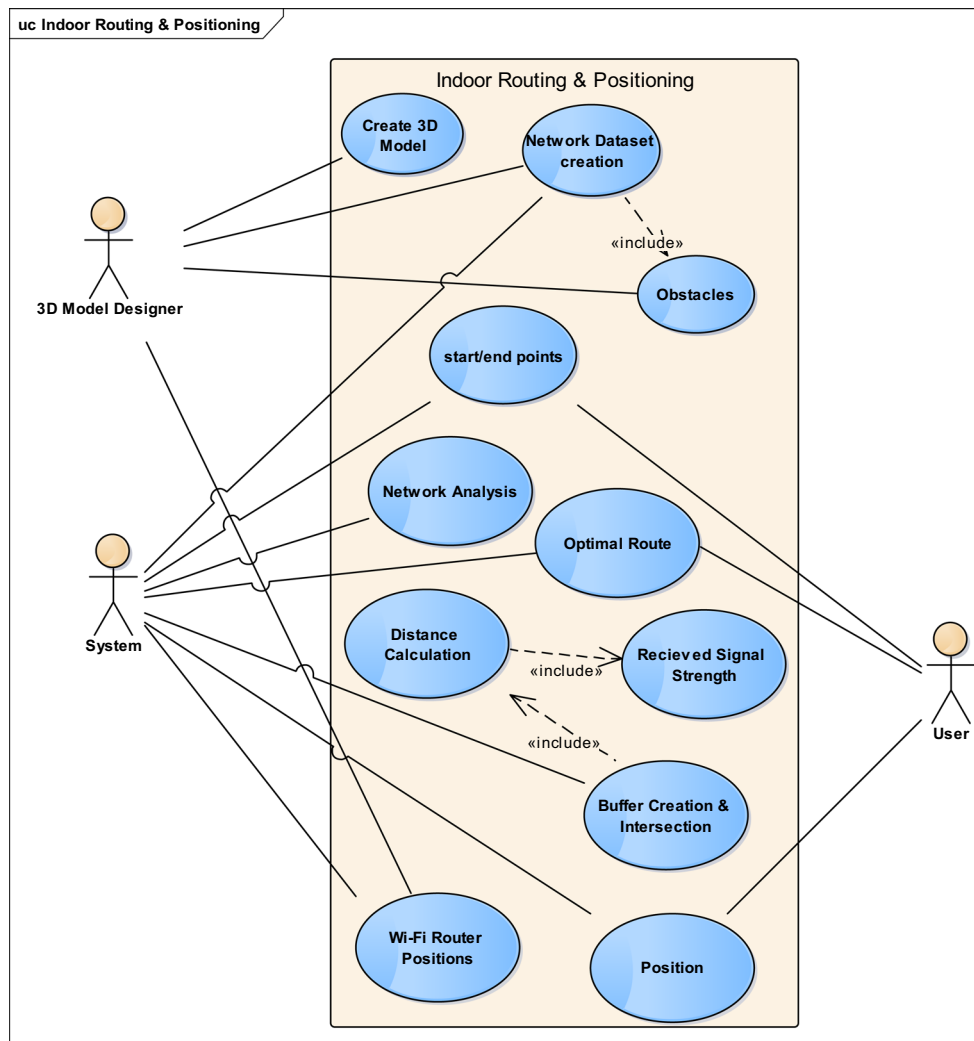 uc Indoor Routing & Positioning
Indoor Routing & Positioning
Create 3D
Model
Network Dataset
creation
«include»
Obstacles
3D Model Designer
start/end points
Network Analysis
Optimal Route
System
Distance
Calculation
«include»
Recieved Signal
Strength
User
«include»
Buffer Creation &
Intersection
Wi-Fi Router
Positions
Position